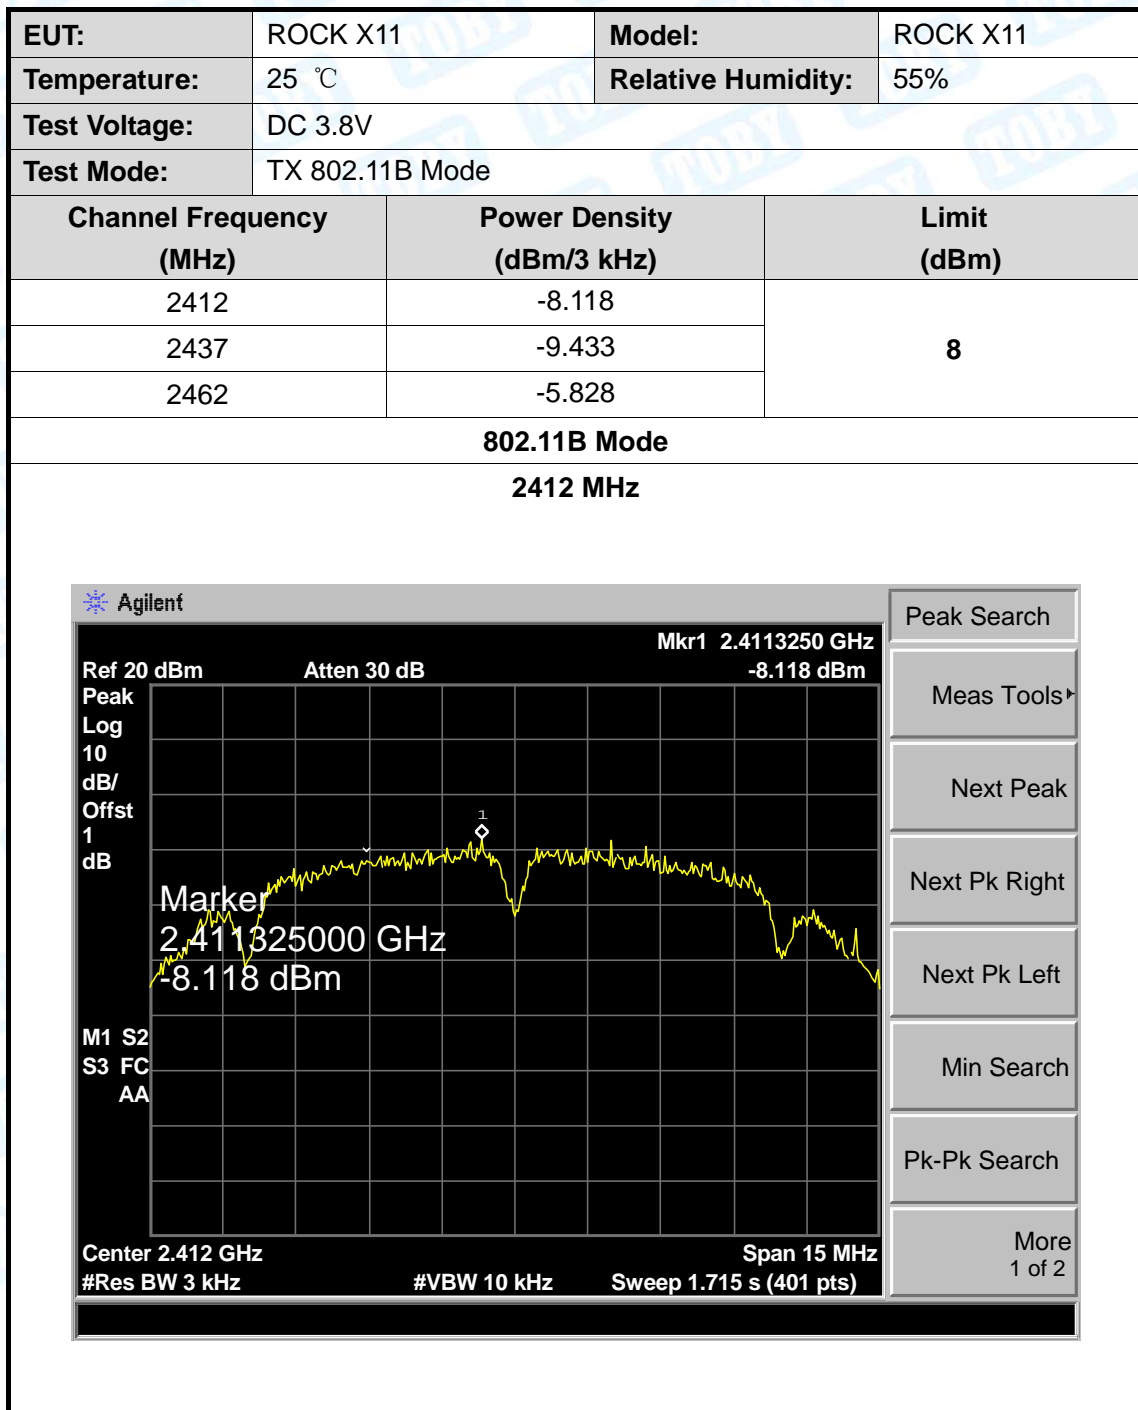 EUT: ROCK X11 Model: ROCK X11
Temperature: 25 ℃ Relative Humidity: 55%
Test Voltage: DC 3.8V
Test Mode: TX 802.11B Mode
Channel Frequency (MHz) Power Density (dBm/3 kHz) Limit (dBm)
2412 -8.118 8
2437 -9.433
2462 -5.828
802.11B Mode
2412 MHz
Agilent
Peak Search
Mkr1 2.4113250 GHz
Ref 20 dBm Atten 30 dB -8.118 dBm
Peak
Log
10
dB/
Offst
1
dB
1
Marker
2.411325000 GHz
-8.118 dBm
M1 S2
S3 FC
AA
Center 2.412 GHz Span 15 MHz
#Res BW 3 kHz #VBW 10 kHz Sweep 1.715 s (401 pts)
Meas Tools
Next Peak
Next Pk Right
Next Pk Left
Min Search
Pk-Pk Search
More
1 of 2
TOBY